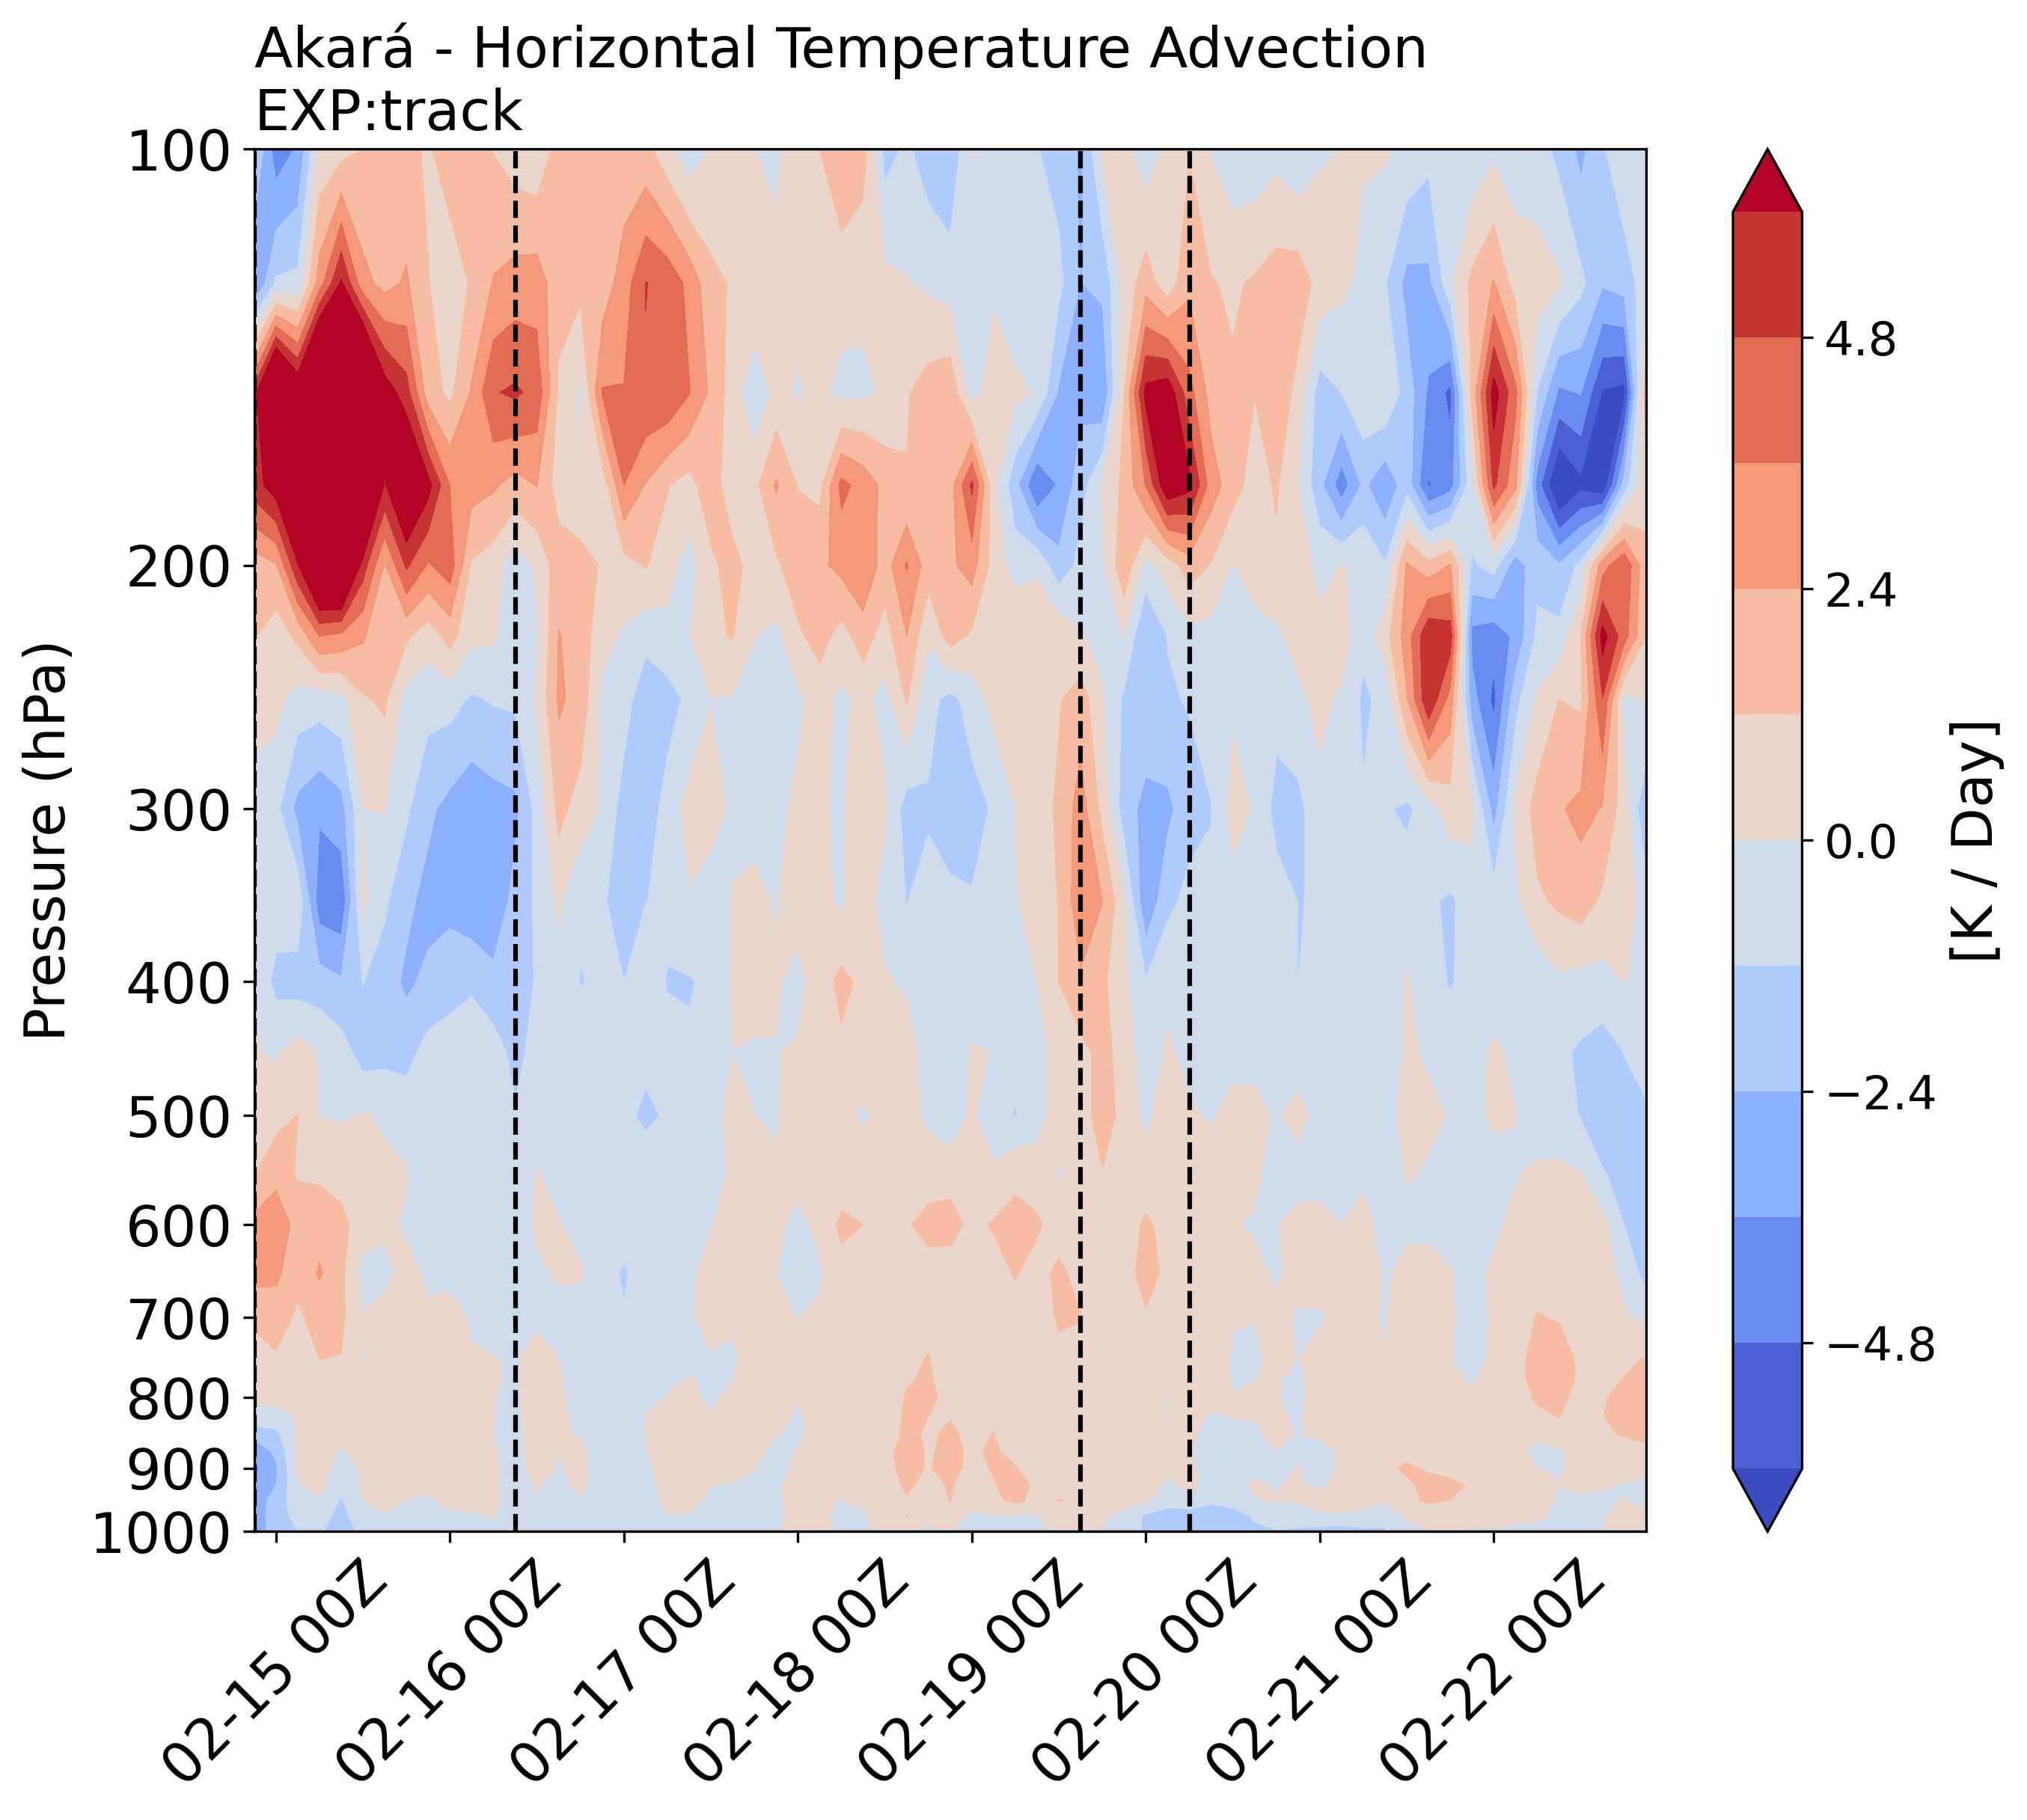 Akará - Horizontal Temperature Advection
EXP:track
Pressure (hPa)
100
200
300
400
500
600
700
800
900
1000
02-15 00Z
02-16 00Z
02-17 00Z
02-18 00Z
02-19 00Z
02-20 00Z
02-21 00Z
02-22 00Z
4.8
2.4
0.0
−2.4
−4.8
[K / Day]